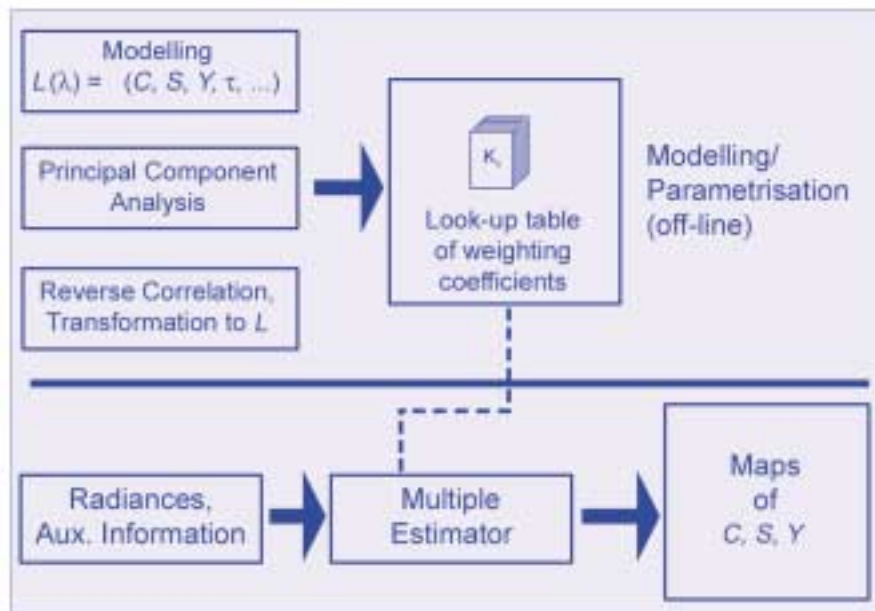 Modelling
L(λ) = (C, S, Y, τ, ...)
Principal Component
Analysis
Reverse Correlation,
Transformation to L
Look-up table
of weighting
coefficients
Modelling/
Parametrisation
(off-line)
Radiances,
Aux. Information
Multiple
Estimator
Maps
of
C, S, Y